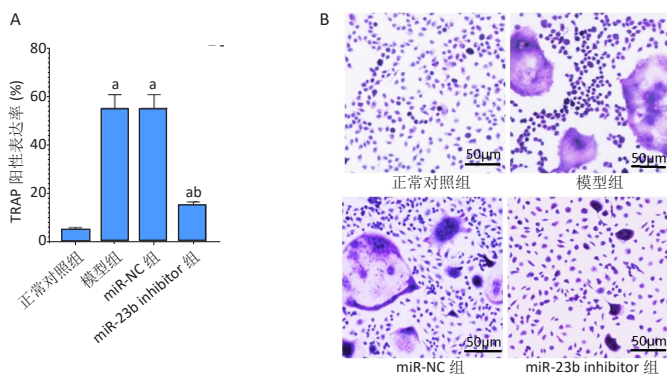 A
80
60
40
20
0
TRAP 阳性表达率 (%)
a
a
ab
正常对照组
模型组
miR-NC 组
miR-23b inhibitor 组
B
50μm
50μm
正常对照组
模型组
50μm
50μm
miR-NC 组
miR-23b inhibitor 组